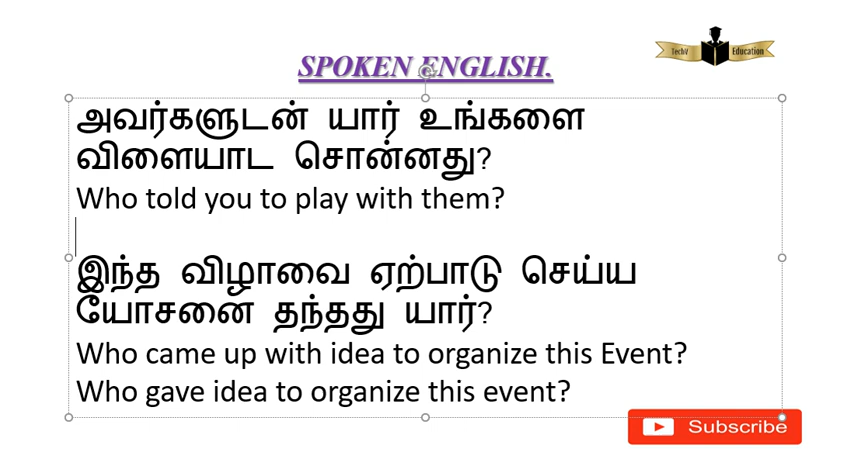 TechV Education
SPOKEN ENGLISH.
அவர்களுடன் யார் உங்களை
விளையாட சொன்னது?
Who told you to play with them?
இந்த விழாவை ஏற்பாடு செய்ய
யோசனை தந்தது யார்?
Who came up with idea to organize this Event?
Who gave idea to organize this event?
Subscribe